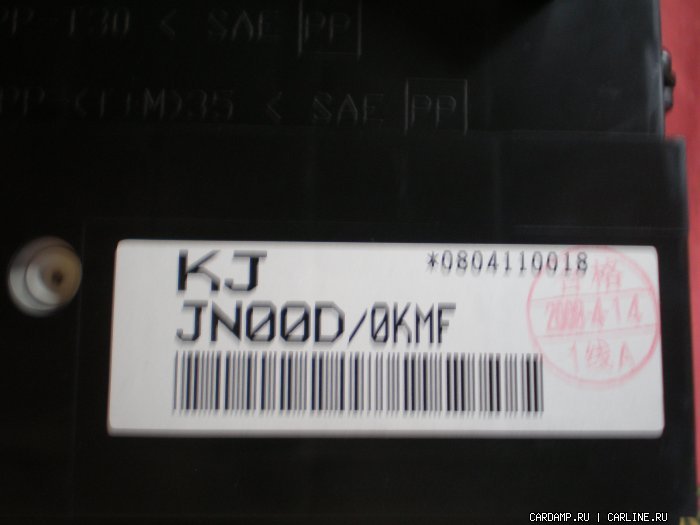 PP-T30 < SAE PP
PP-(T+M)35 < SAE PP
KJ
*0804110018
JN00D/0KMF
合格
2008 4 14
1线A
CARDAMP.RU | CARLINE.RU